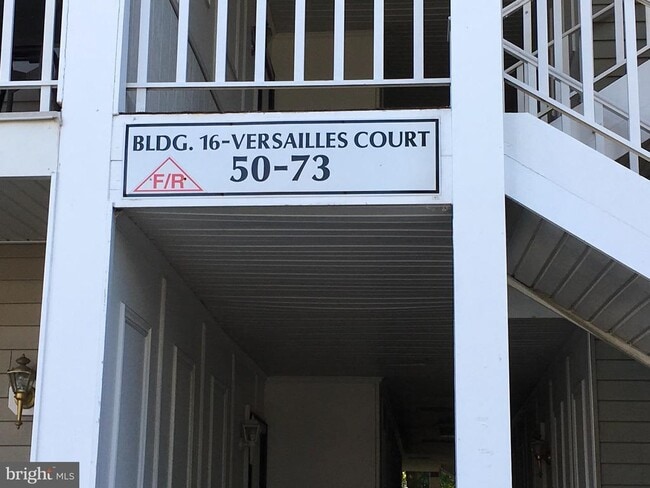 BLDG. 16-VERSAILLES COURT
F/R 50-73
bright MLS